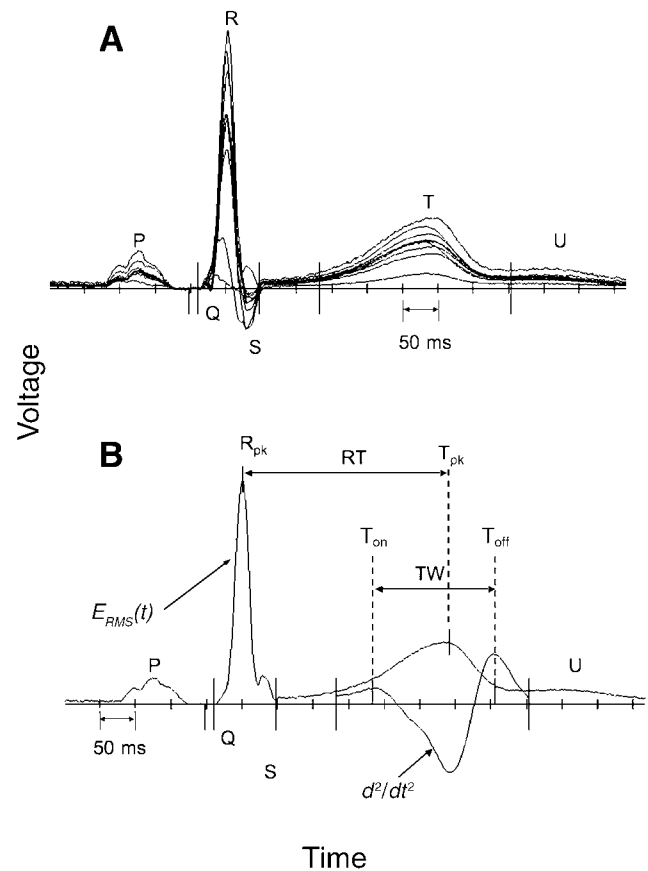 A
R
P
T
U
Q
S
50 ms
Voltage
B
R_pk
RT
T_pk
T_on
T_off
TW
E_RMS(t)
P
U
50 ms
Q
S
d²/dt²
Time